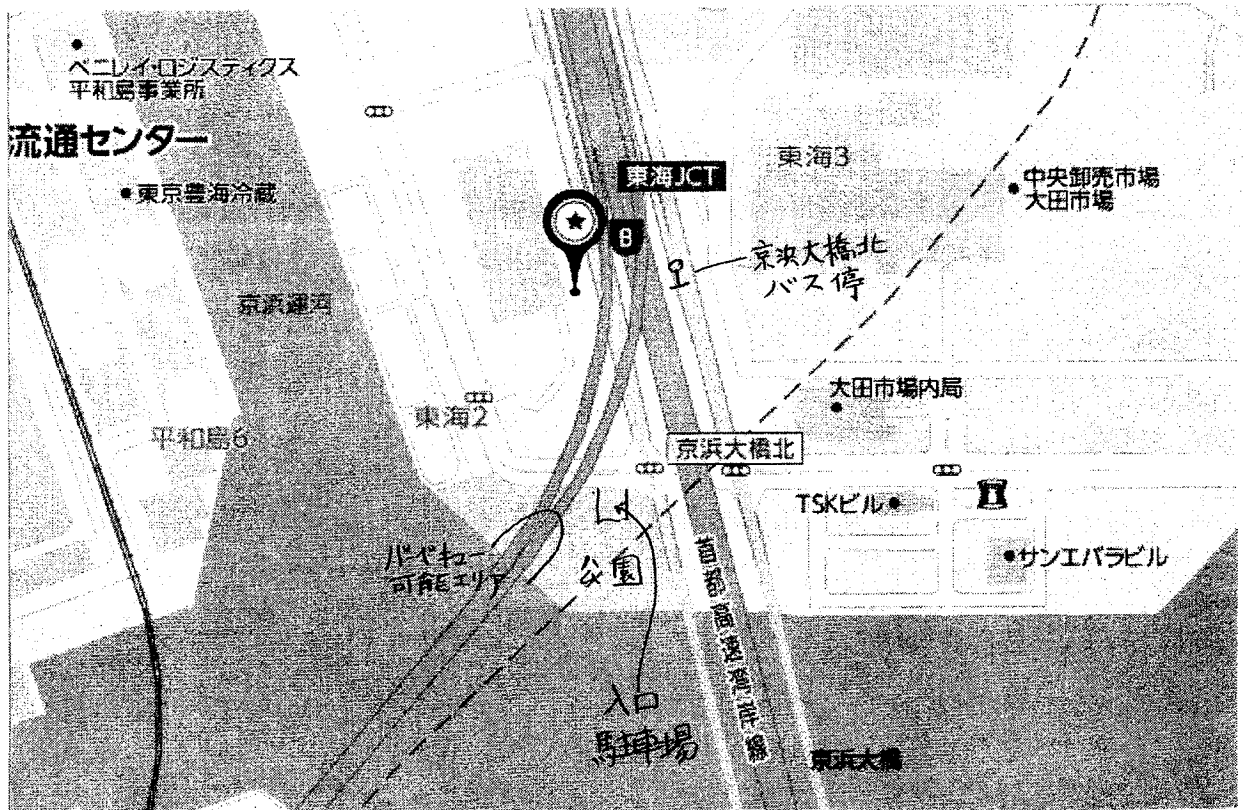 ベニレイ・ロジスティクス
平和島事業所
流通センター
東京豊海冷蔵
東海JCT
東海3
中央卸売市場
大田市場
B
京浜大橋北
バス停
京浜運河
大田市場内局
東海2
平和島6
京浜大橋北
TSKビル
サンエバラビル
バーベキュー
可能エリア
公園
首都高速湾岸線
入口
駐車場
京浜大橋